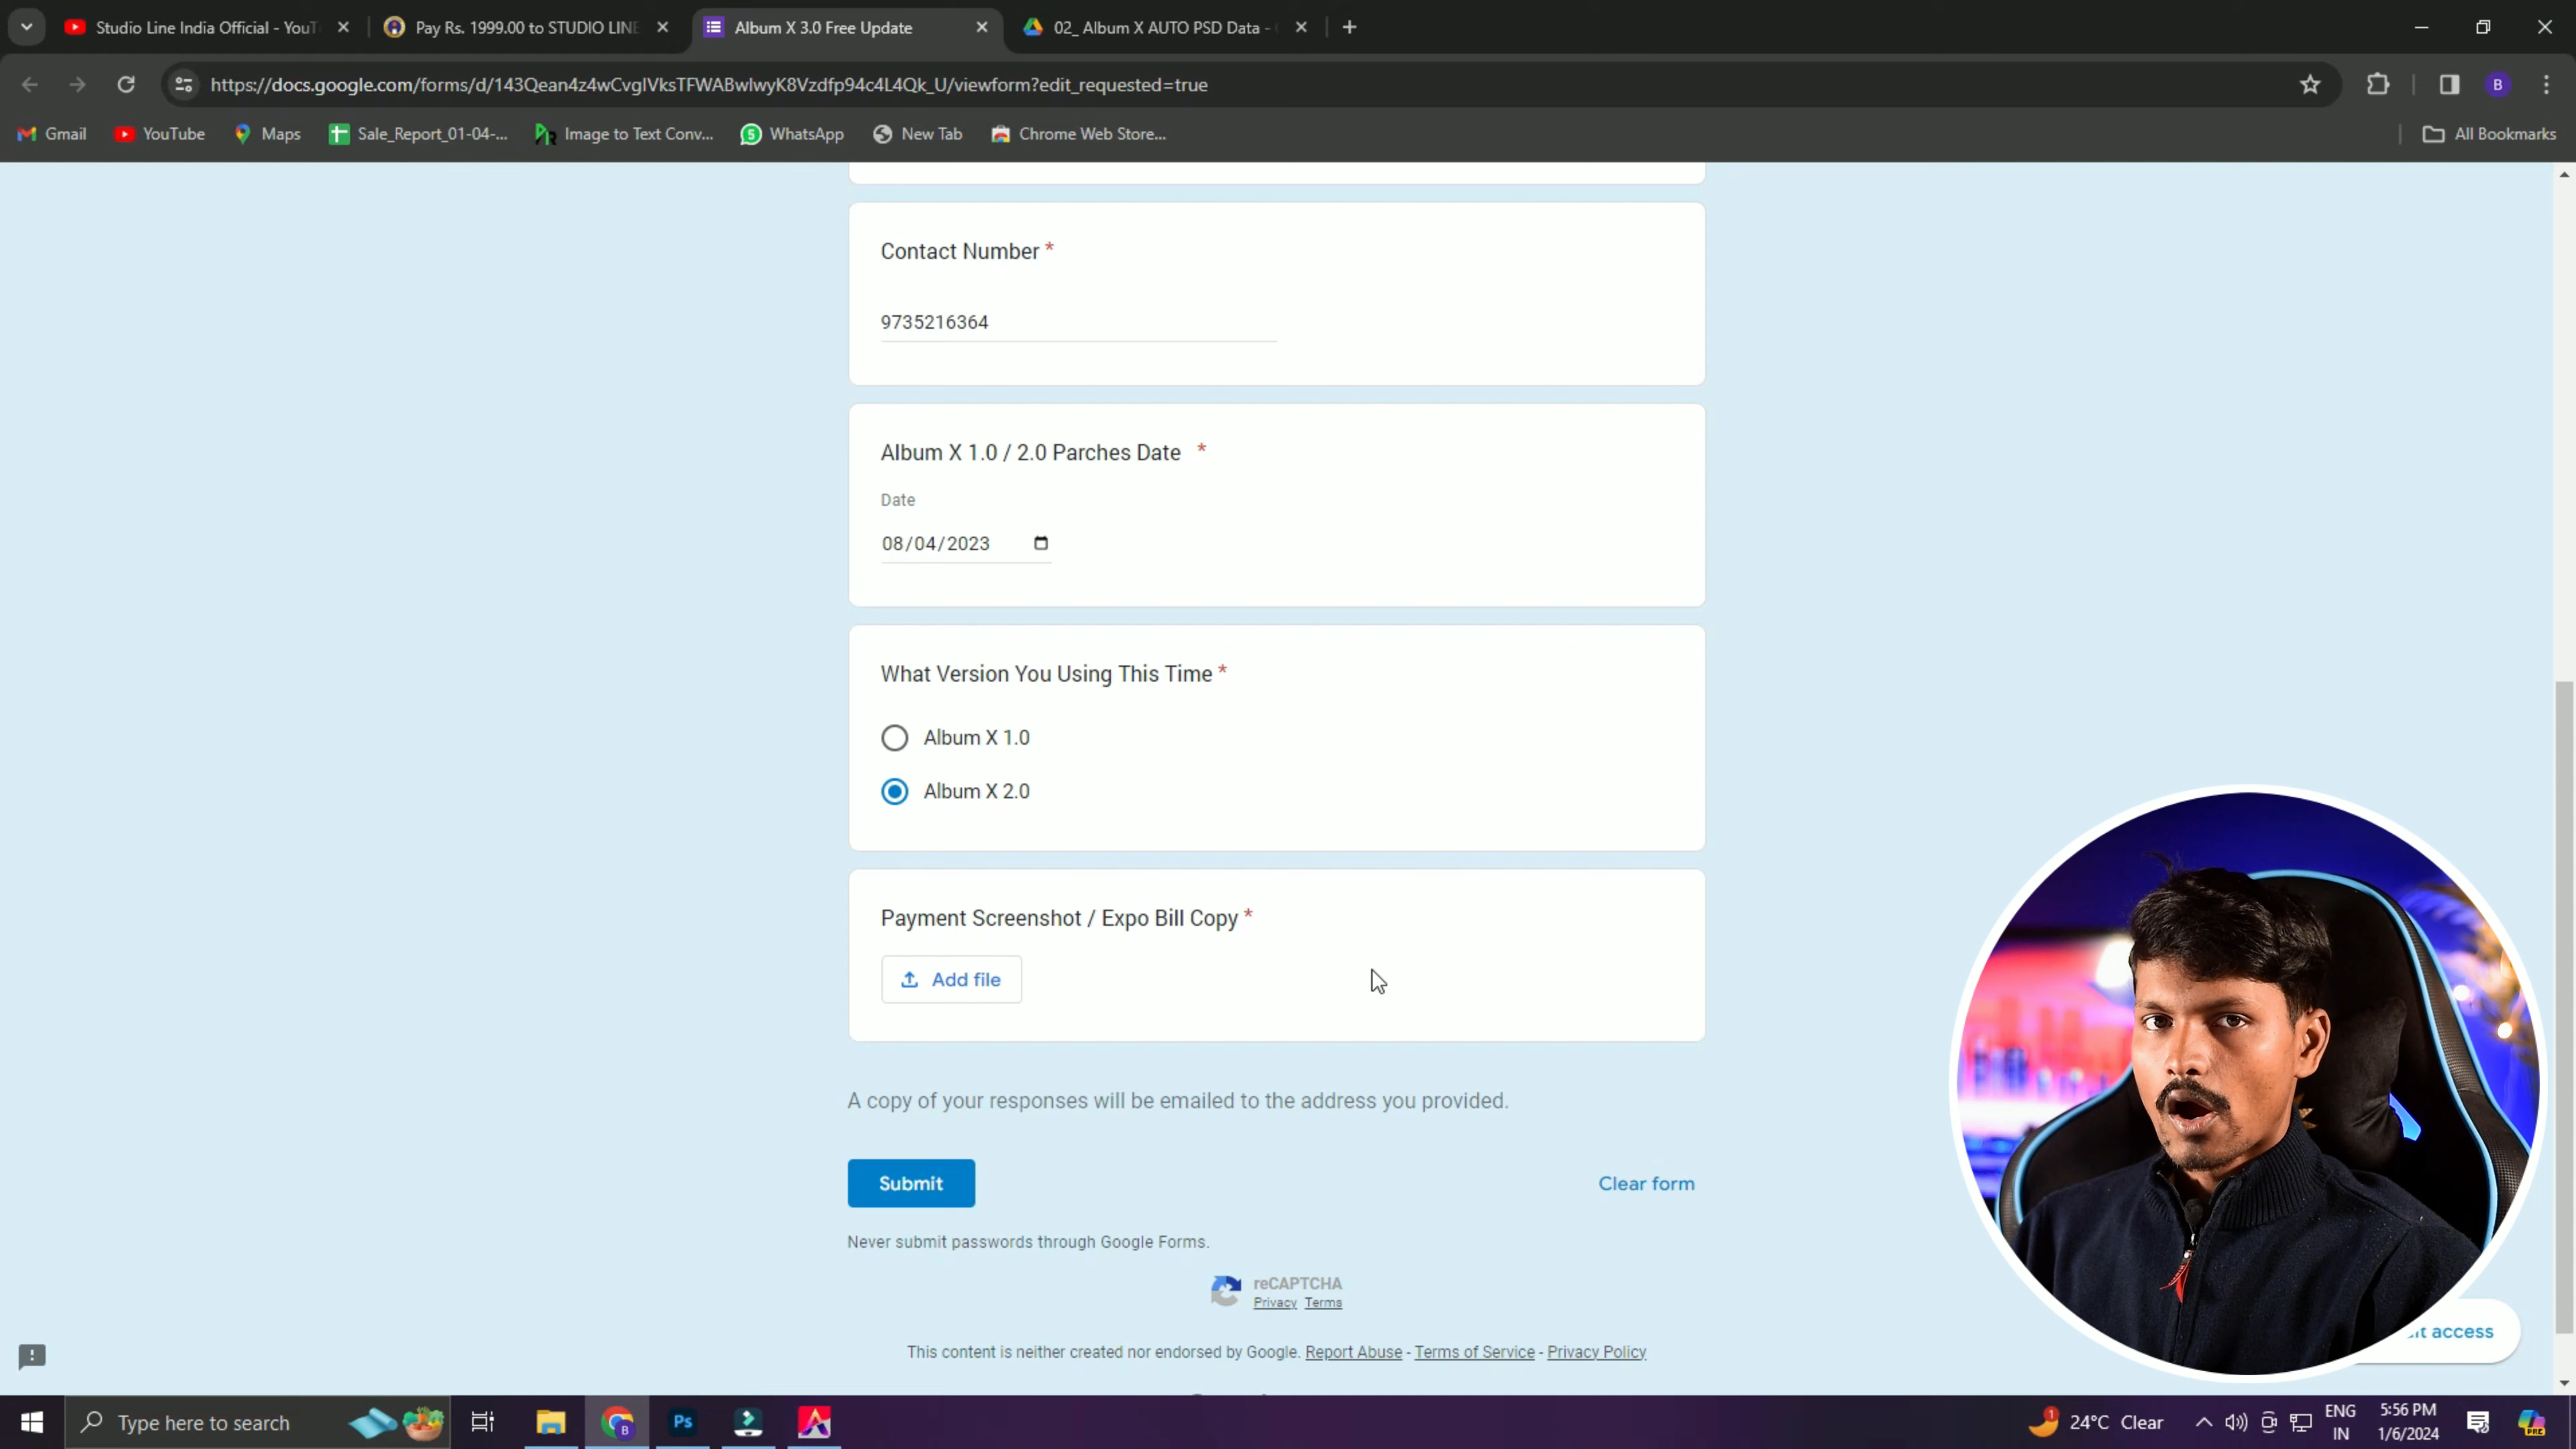 Studio Line India Official - YouT
Pay Rs. 1999.00 to STUDIO LINE
Album X 3.0 Free Update
02_ Album X AUTO PSD Data -
https://docs.google.com/forms/d/143Qean4z4wCvglVksTFWABwlwyK8Vzdfp94c4L4Qk_U/viewform?edit_requested=true
B
Gmail
YouTube
Maps
Sale_Report_01-04-...
Image to Text Conv...
WhatsApp
New Tab
Chrome Web Store...
All Bookmarks
Contact Number *
9735216364
Album X 1.0 / 2.0 Parches Date *
Date
08/04/2023
What Version You Using This Time *
Album X 1.0
Album X 2.0
Payment Screenshot / Expo Bill Copy *
Add file
A copy of your responses will be emailed to the address you provided.
Submit
Clear form
Never submit passwords through Google Forms.
reCAPTCHA
Privacy Terms
access
This content is neither created nor endorsed by Google. Report Abuse - Terms of Service - Privacy Policy
Type here to search
Ps
B
1
24°C Clear
ENG
IN
5:56 PM
1/6/2024
PRE